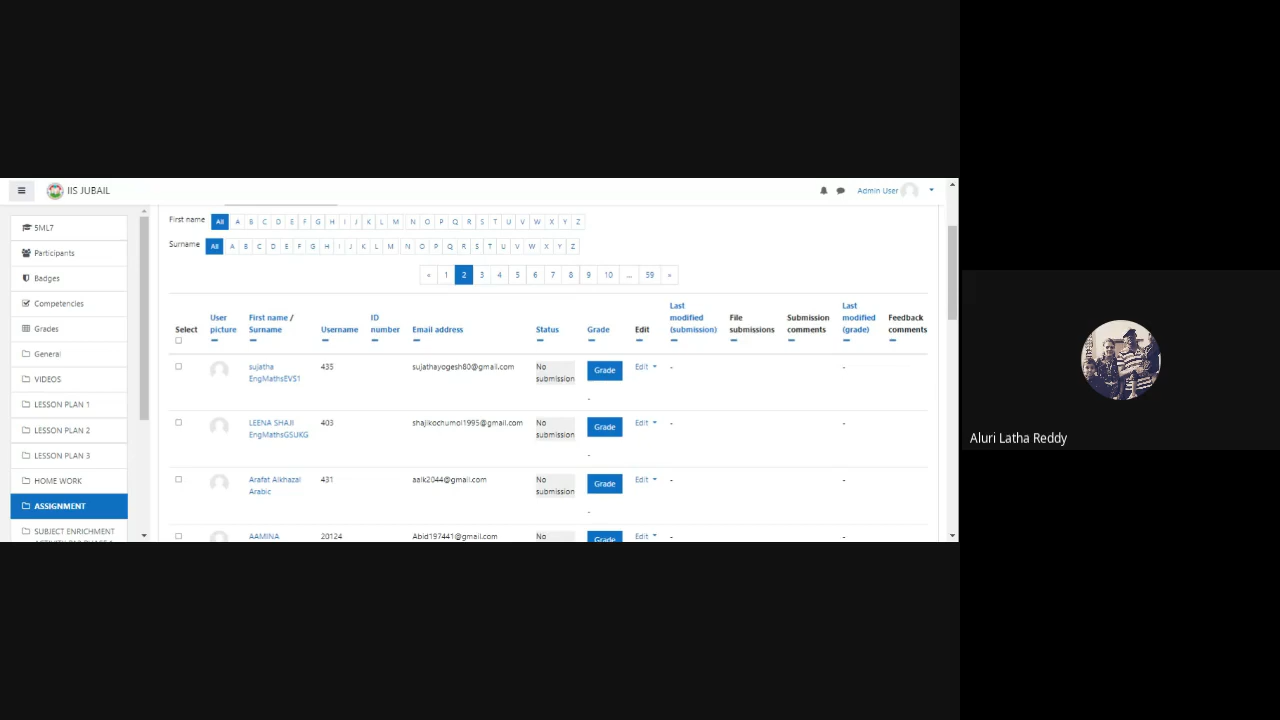 IIS JUBAIL
Admin User
5ML7
Participants
Badges
Competencies
Grades
General
VIDEOS
LESSON PLAN 1
LESSON PLAN 2
LESSON PLAN 3
HOME WORK
ASSIGNMENT
SUBJECT ENRICHMENT
First name All A B C D E F G H I J K L M N O P Q R S T U V W X Y Z
Surname All A B C D E F G H I J K L M N O P Q R S T U V W X Y Z
« 1 2 3 4 5 6 7 8 9 10 ... 59 »
Select
User picture
First name / Surname
Username
ID number
Email address
Status
Grade
Edit
Last modified (submission)
File submissions
Submission comments
Last modified (grade)
Feedback comments
sujatha EngMathsEVS1 435 sujathayogesh80@gmail.com No submission Grade Edit - -
-
LEENA SHAJI EngMathsGSUKG 403 shajikochumol1995@gmail.com No submission Grade Edit - -
-
Arafat Alkhazal Arabic 431 aalk2044@gmail.com No submission Grade Edit - -
-
AAMINA 20124 Abid197441@gmail.com No Grade Edit - -
Aluri Latha Reddy